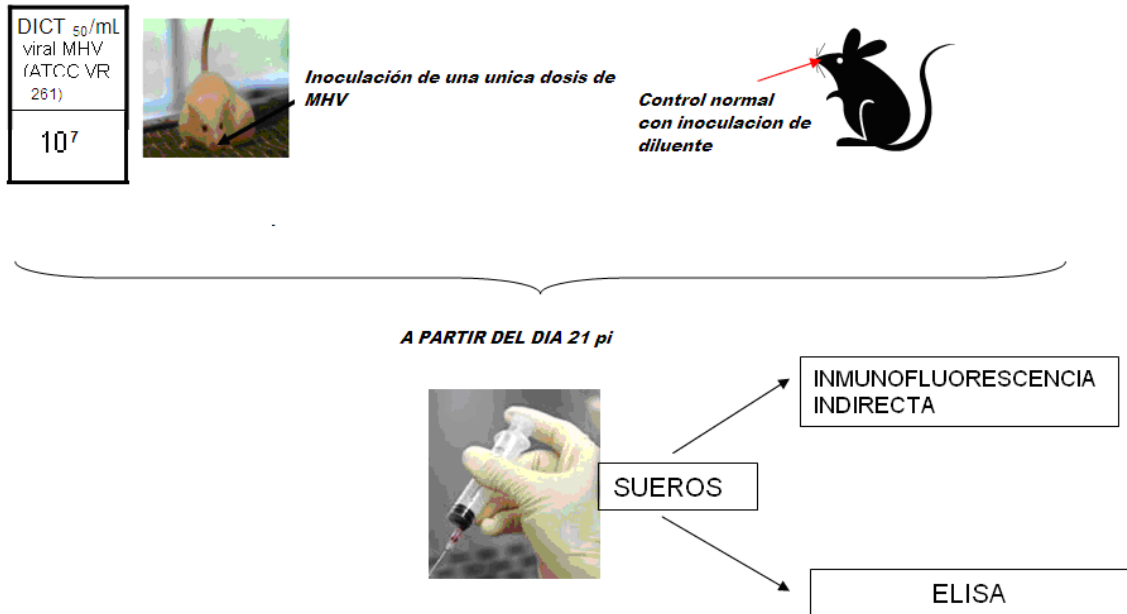 DICT 50/mL
viral MHV
(ATCC VR
261)
10⁷
Inoculación de una unica dosis de
MHV
Control normal
con inoculacion de
diluente
A PARTIR DEL DIA 21 pi
SUEROS
INMUNOFLUORESCENCIA
INDIRECTA
ELISA